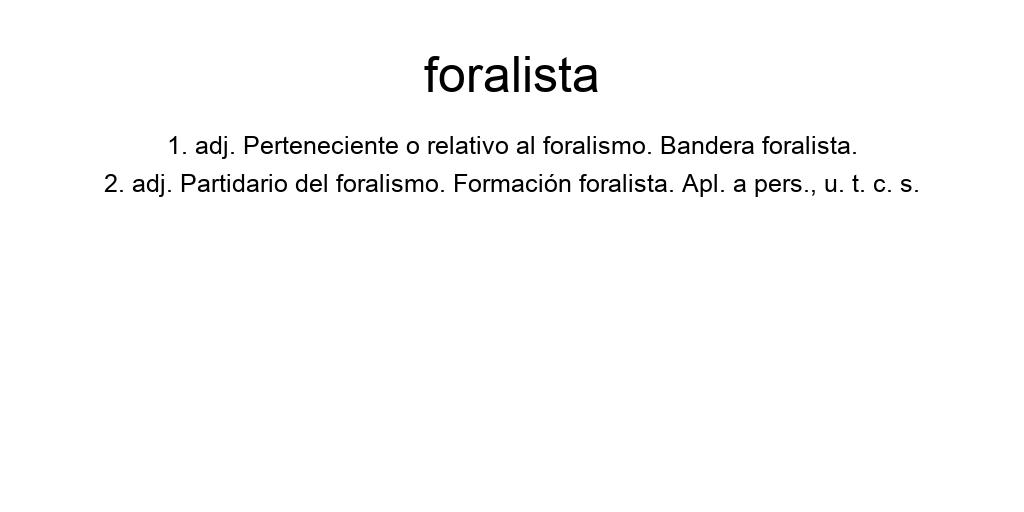 foralista
1. adj. Perteneciente o relativo al foralismo. Bandera foralista.
2. adj. Partidario del foralismo. Formación foralista. Apl. a pers., u. t. c. s.